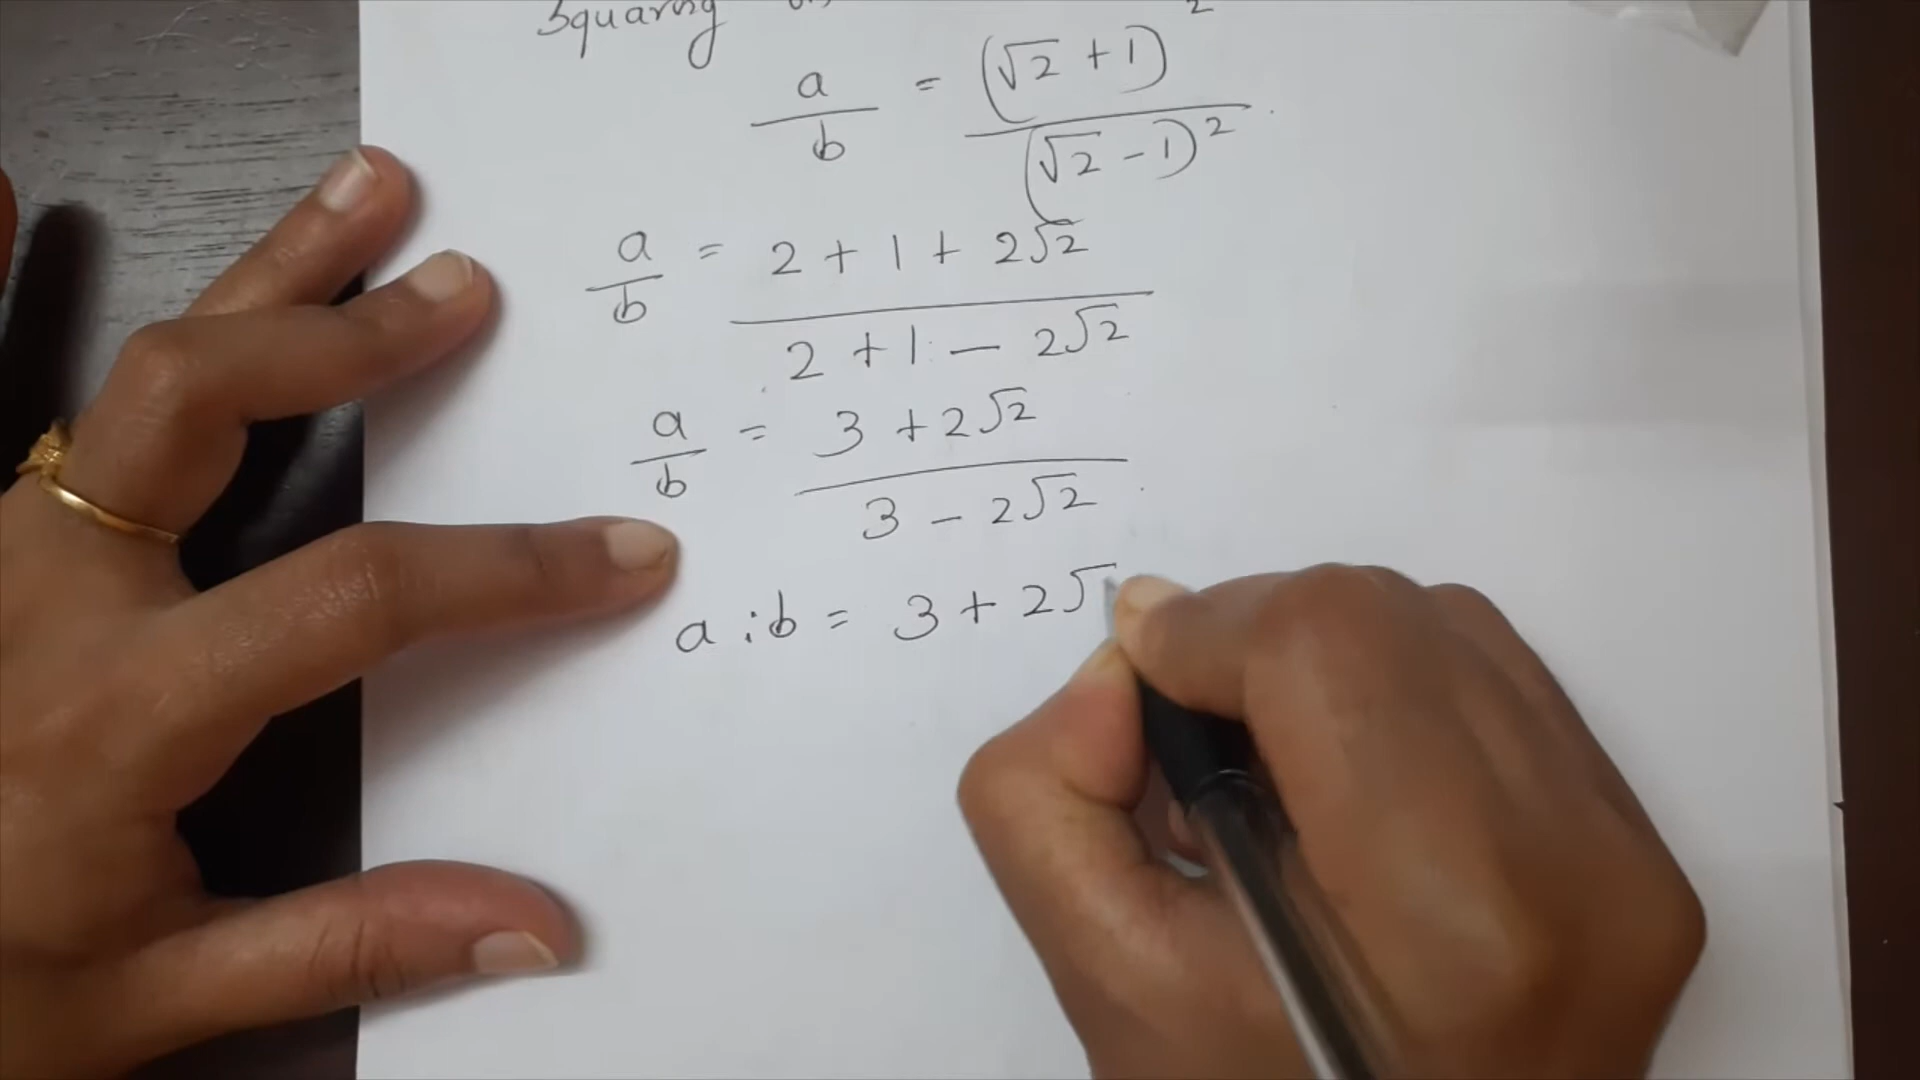 Squaring
a/b = (√2 + 1)² / (√2 - 1)²
a/b = 2 + 1 + 2√2 / 2 + 1 - 2√2
a/b = 3 + 2√2 / 3 - 2√2
a : b = 3 + 2√